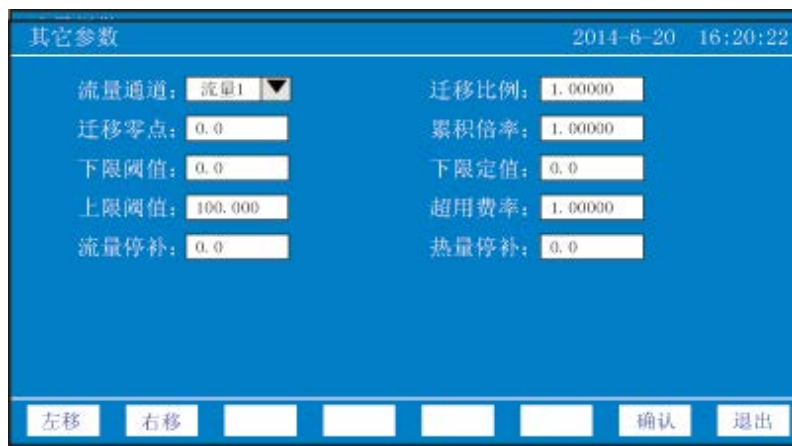 其它参数 2014-6-20 16:20:22
流量通道: 流量1 迁移比例: 1.00000
迁移零点: 0.0 累积倍率: 1.00000
下限阈值: 0.0 下限定值: 0.0
上限阈值: 100.000 超用费率: 1.00000
流量停补: 0.0 热量停补: 0.0
左移 右移 确认 退出